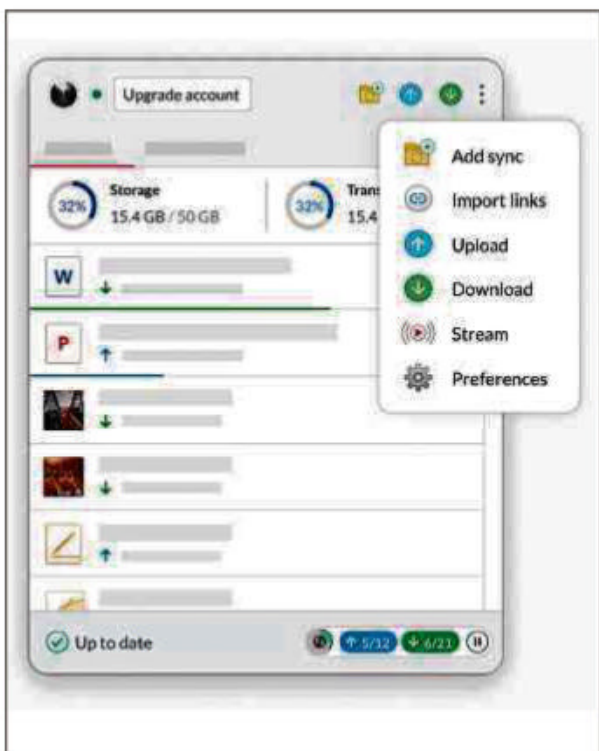 Upgrade account
Storage
32%
15.4 GB / 50 GB
Trans
32%
15.4
Add sync
Import links
Upload
Download
Stream
Preferences
W
P
Up to date
5/12
6/21